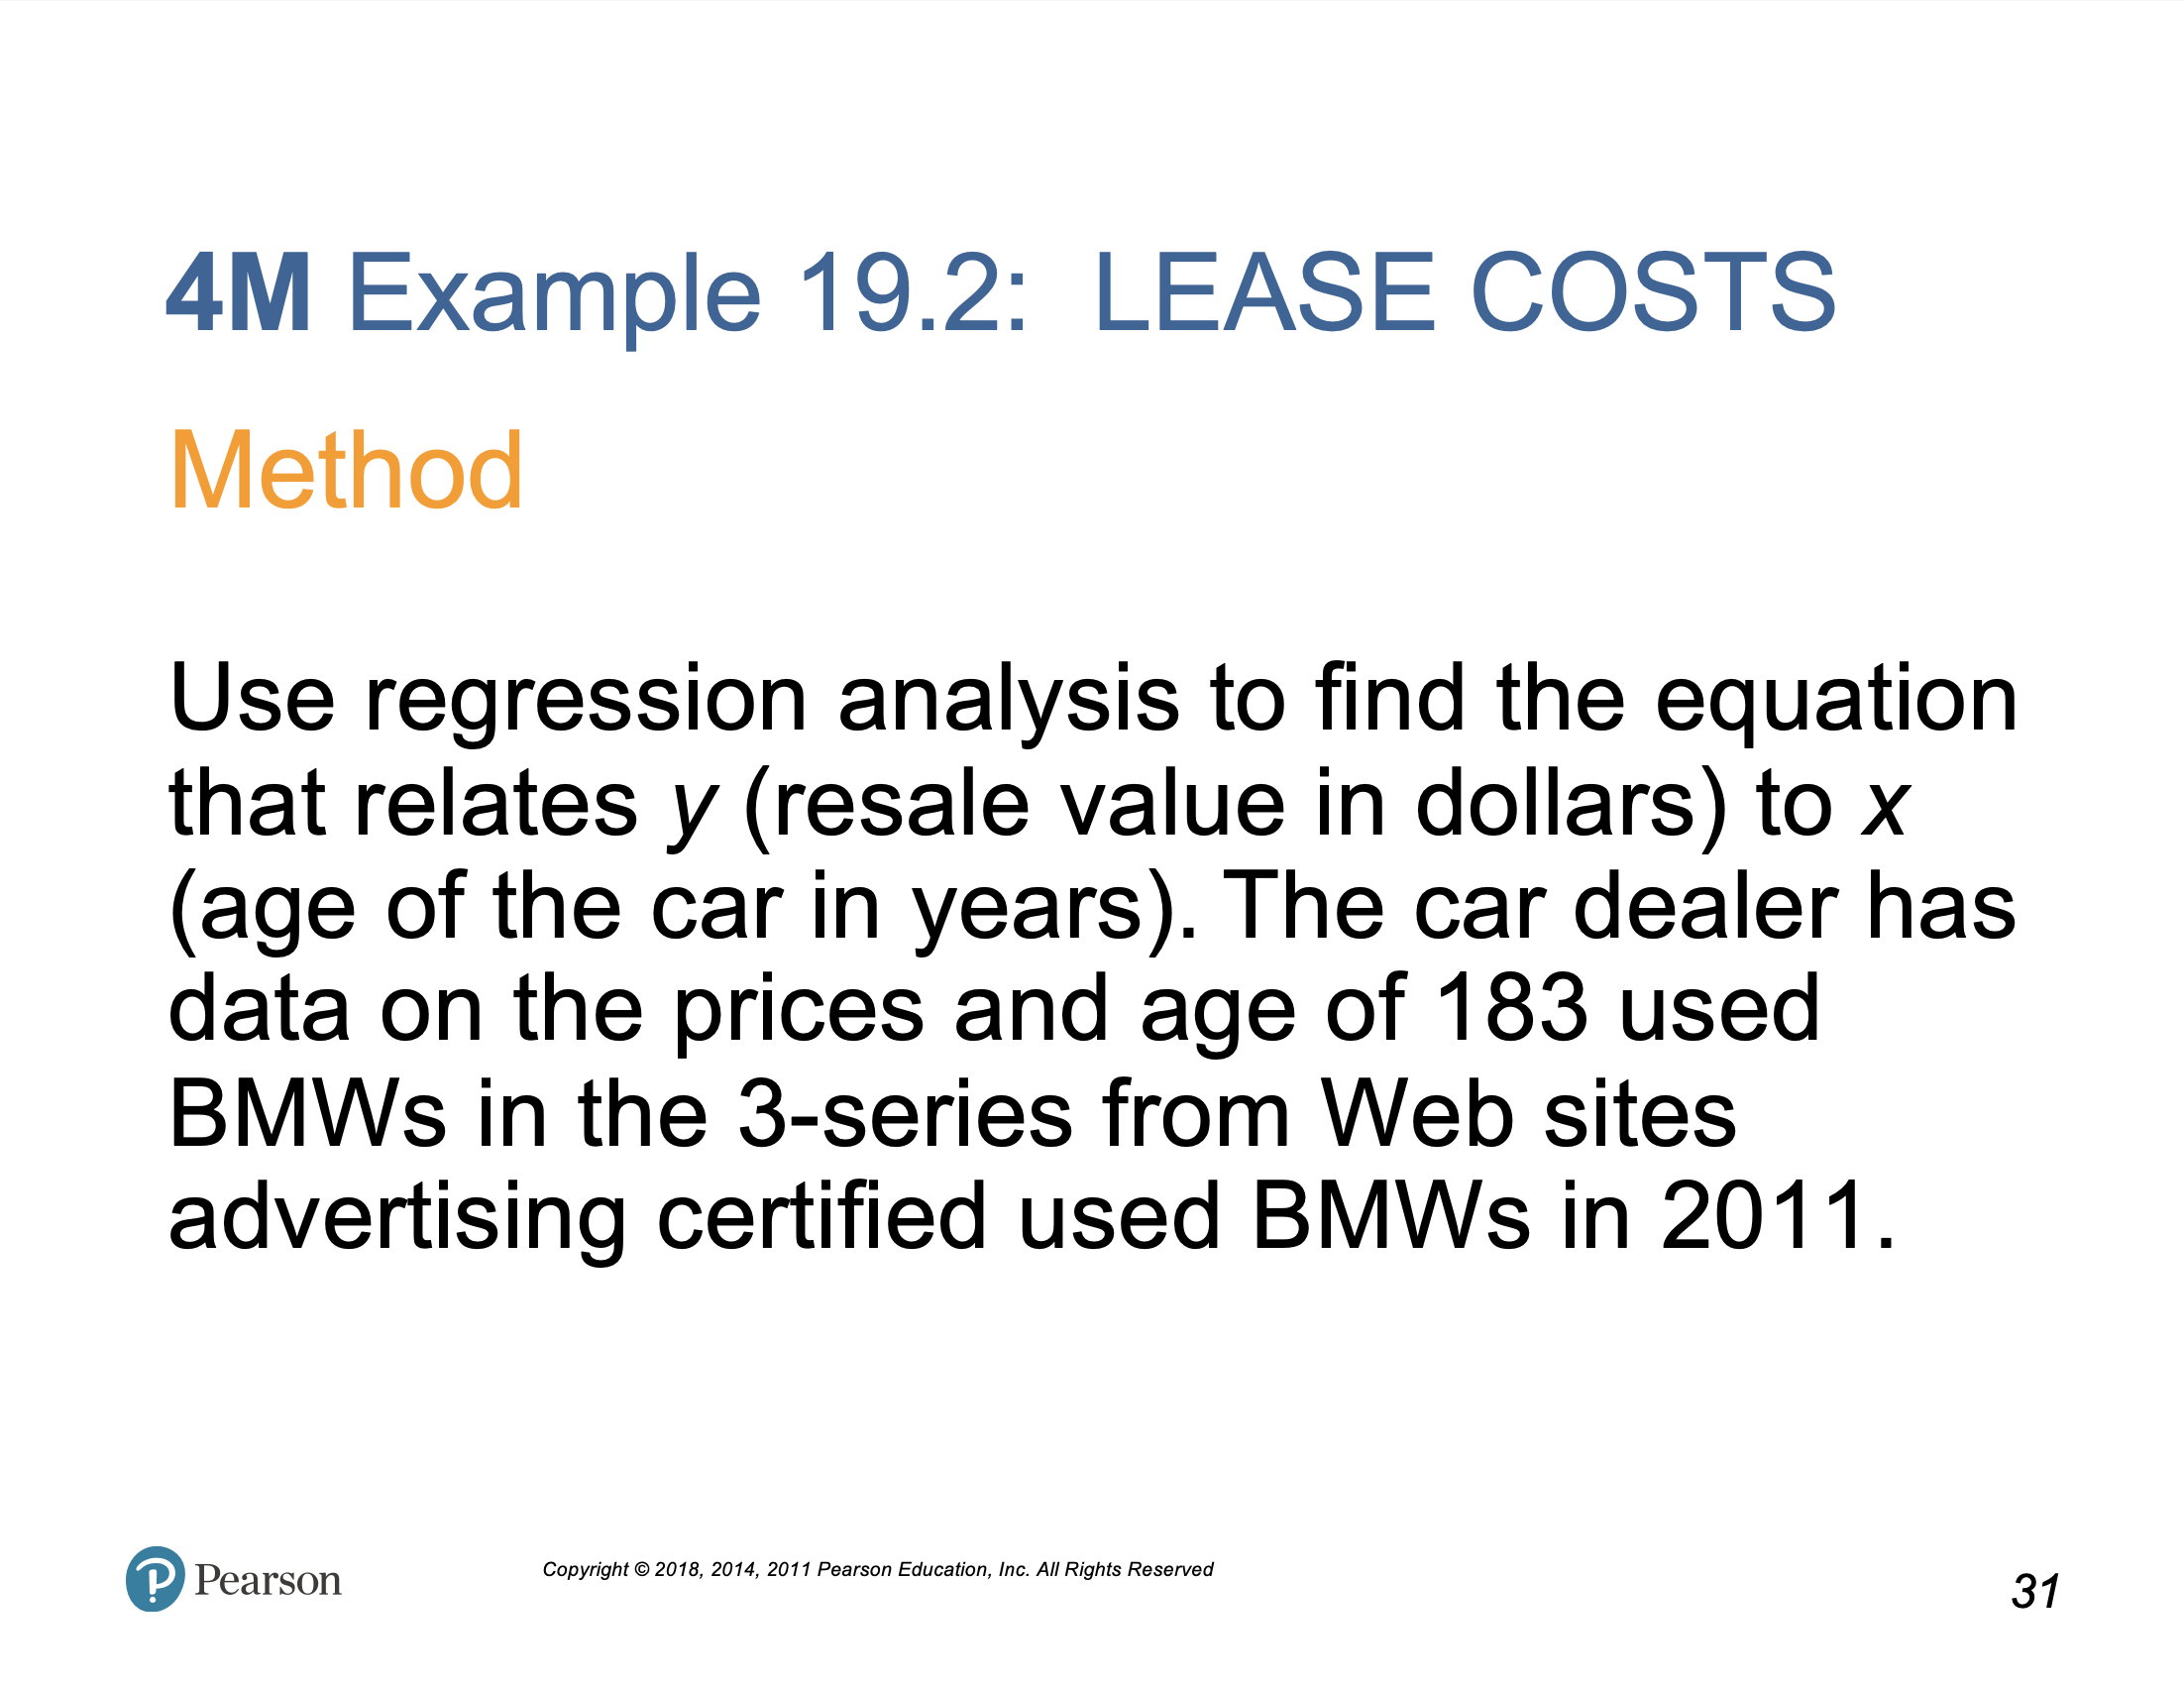 4M Example 19.2:  LEASE COSTS
Method
Use regression analysis to find the equation
that relates y (resale value in dollars) to x
(age of the car in years). The car dealer has
data on the prices and age of 183 used
BMWs in the 3-series from Web sites
advertising certified used BMWs in 2011.
Pearson
Copyright © 2018, 2014, 2011 Pearson Education, Inc. All Rights Reserved
31